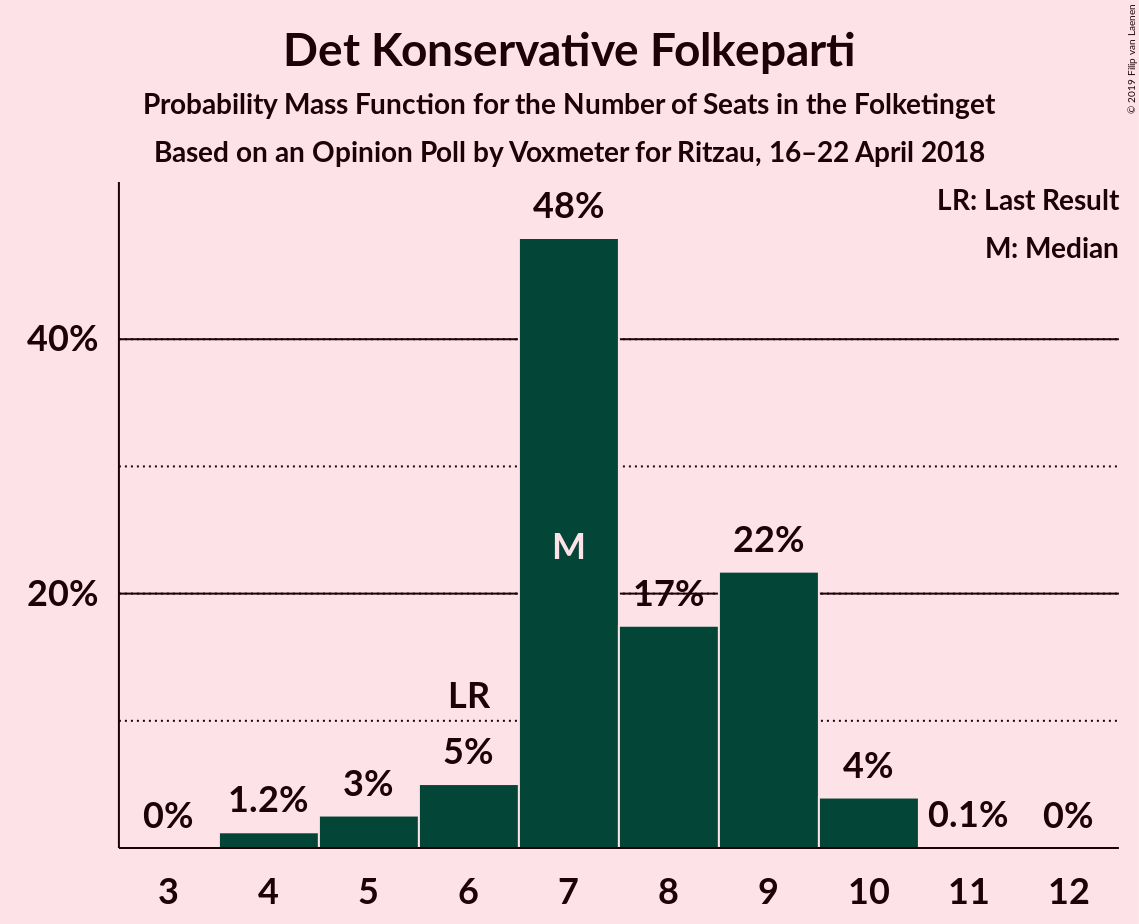 Det Konservative Folkeparti
Probability Mass Function for the Number of Seats in the Folketinget
Based on an Opinion Poll by Voxmeter for Ritzau, 16–22 April 2018
© 2019 Filip van Laenen
LR: Last Result
M: Median
48%
40%
M
22%
20%
17%
LR
5%
4%
3%
1.2%
0%
0.1%
0%
3 4 5 6 7 8 9 10 11 12